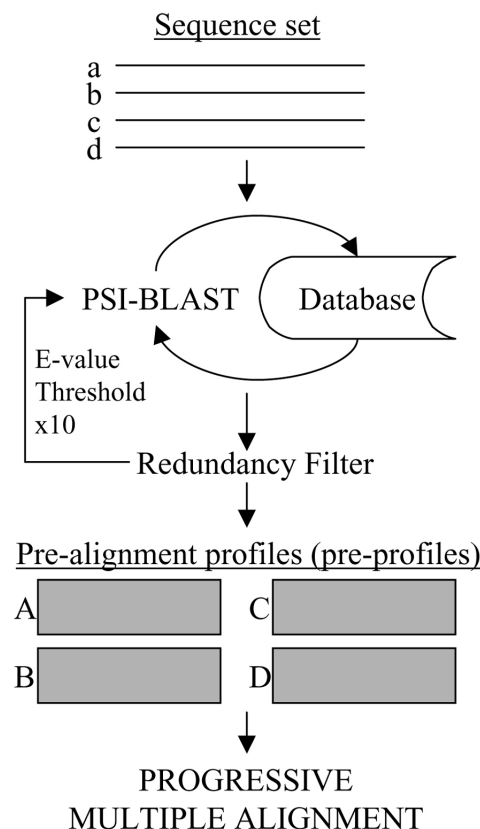 Sequence set
a
b
c
d
PSI-BLAST
Database
E-value
Threshold
x10
Redundancy Filter
Pre-alignment profiles (pre-profiles)
A
C
B
D
PROGRESSIVE
MULTIPLE ALIGNMENT